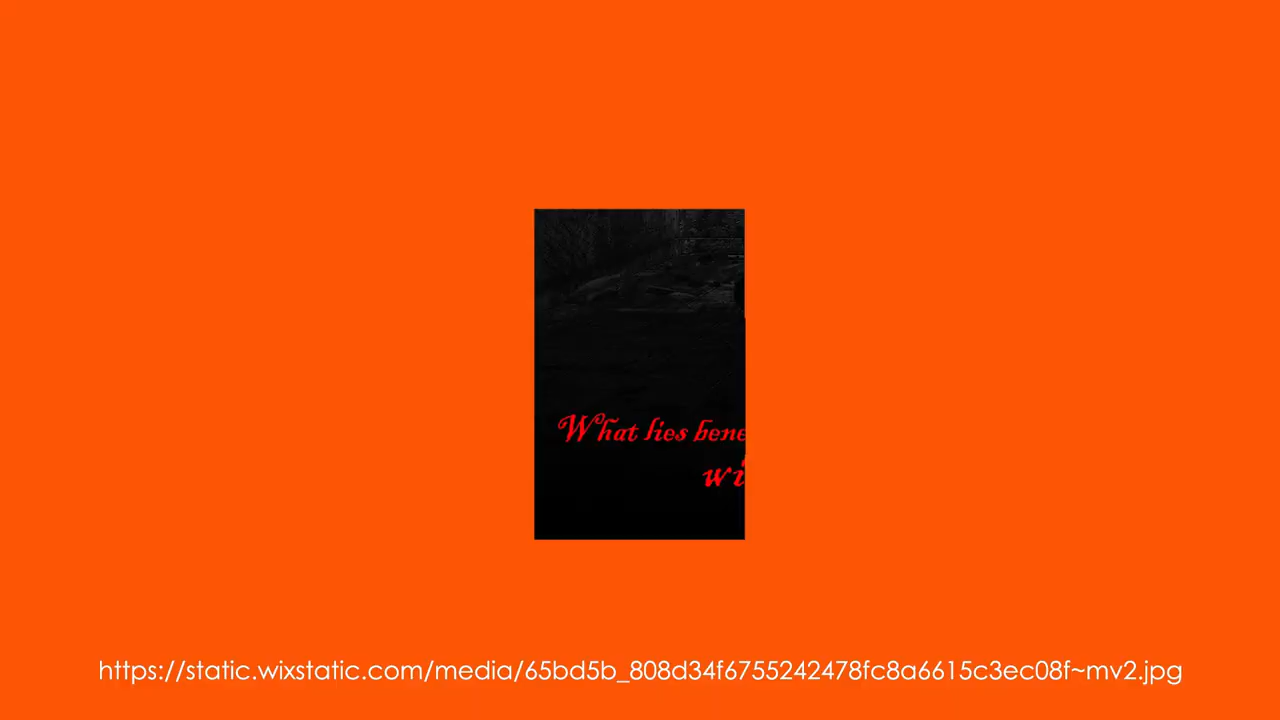 What lies bene
wi
https://static.wixstatic.com/media/65bd5b_808d34f6755242478fc8a6615c3ec08f~mv2.jpg